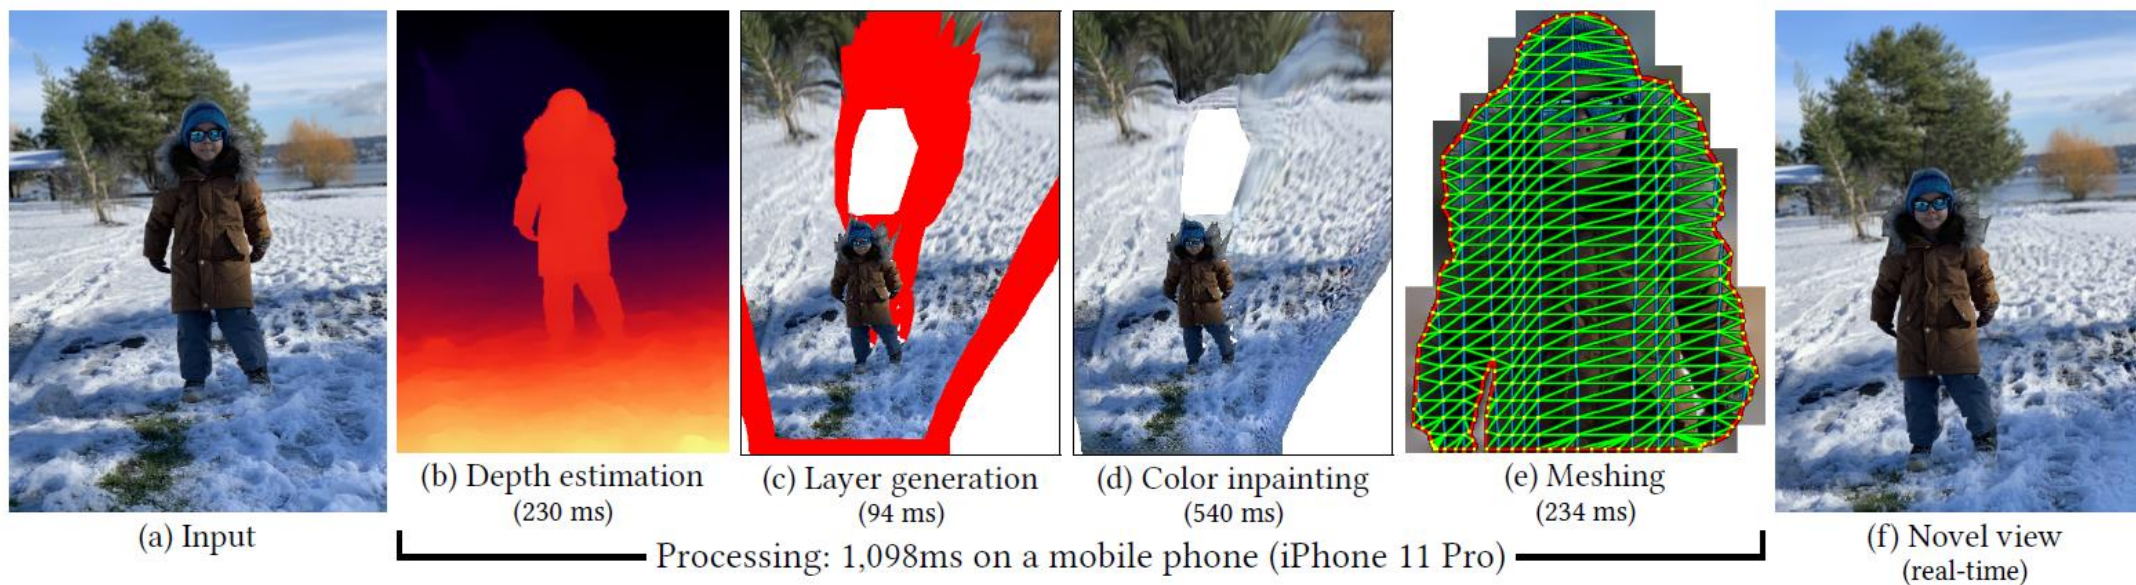 (a) Input
(b) Depth estimation
(230 ms)
(c) Layer generation
(94 ms)
(d) Color inpainting
(540 ms)
(e) Meshing
(234 ms)
(f) Novel view
(real-time)
Processing: 1,098ms on a mobile phone (iPhone 11 Pro)